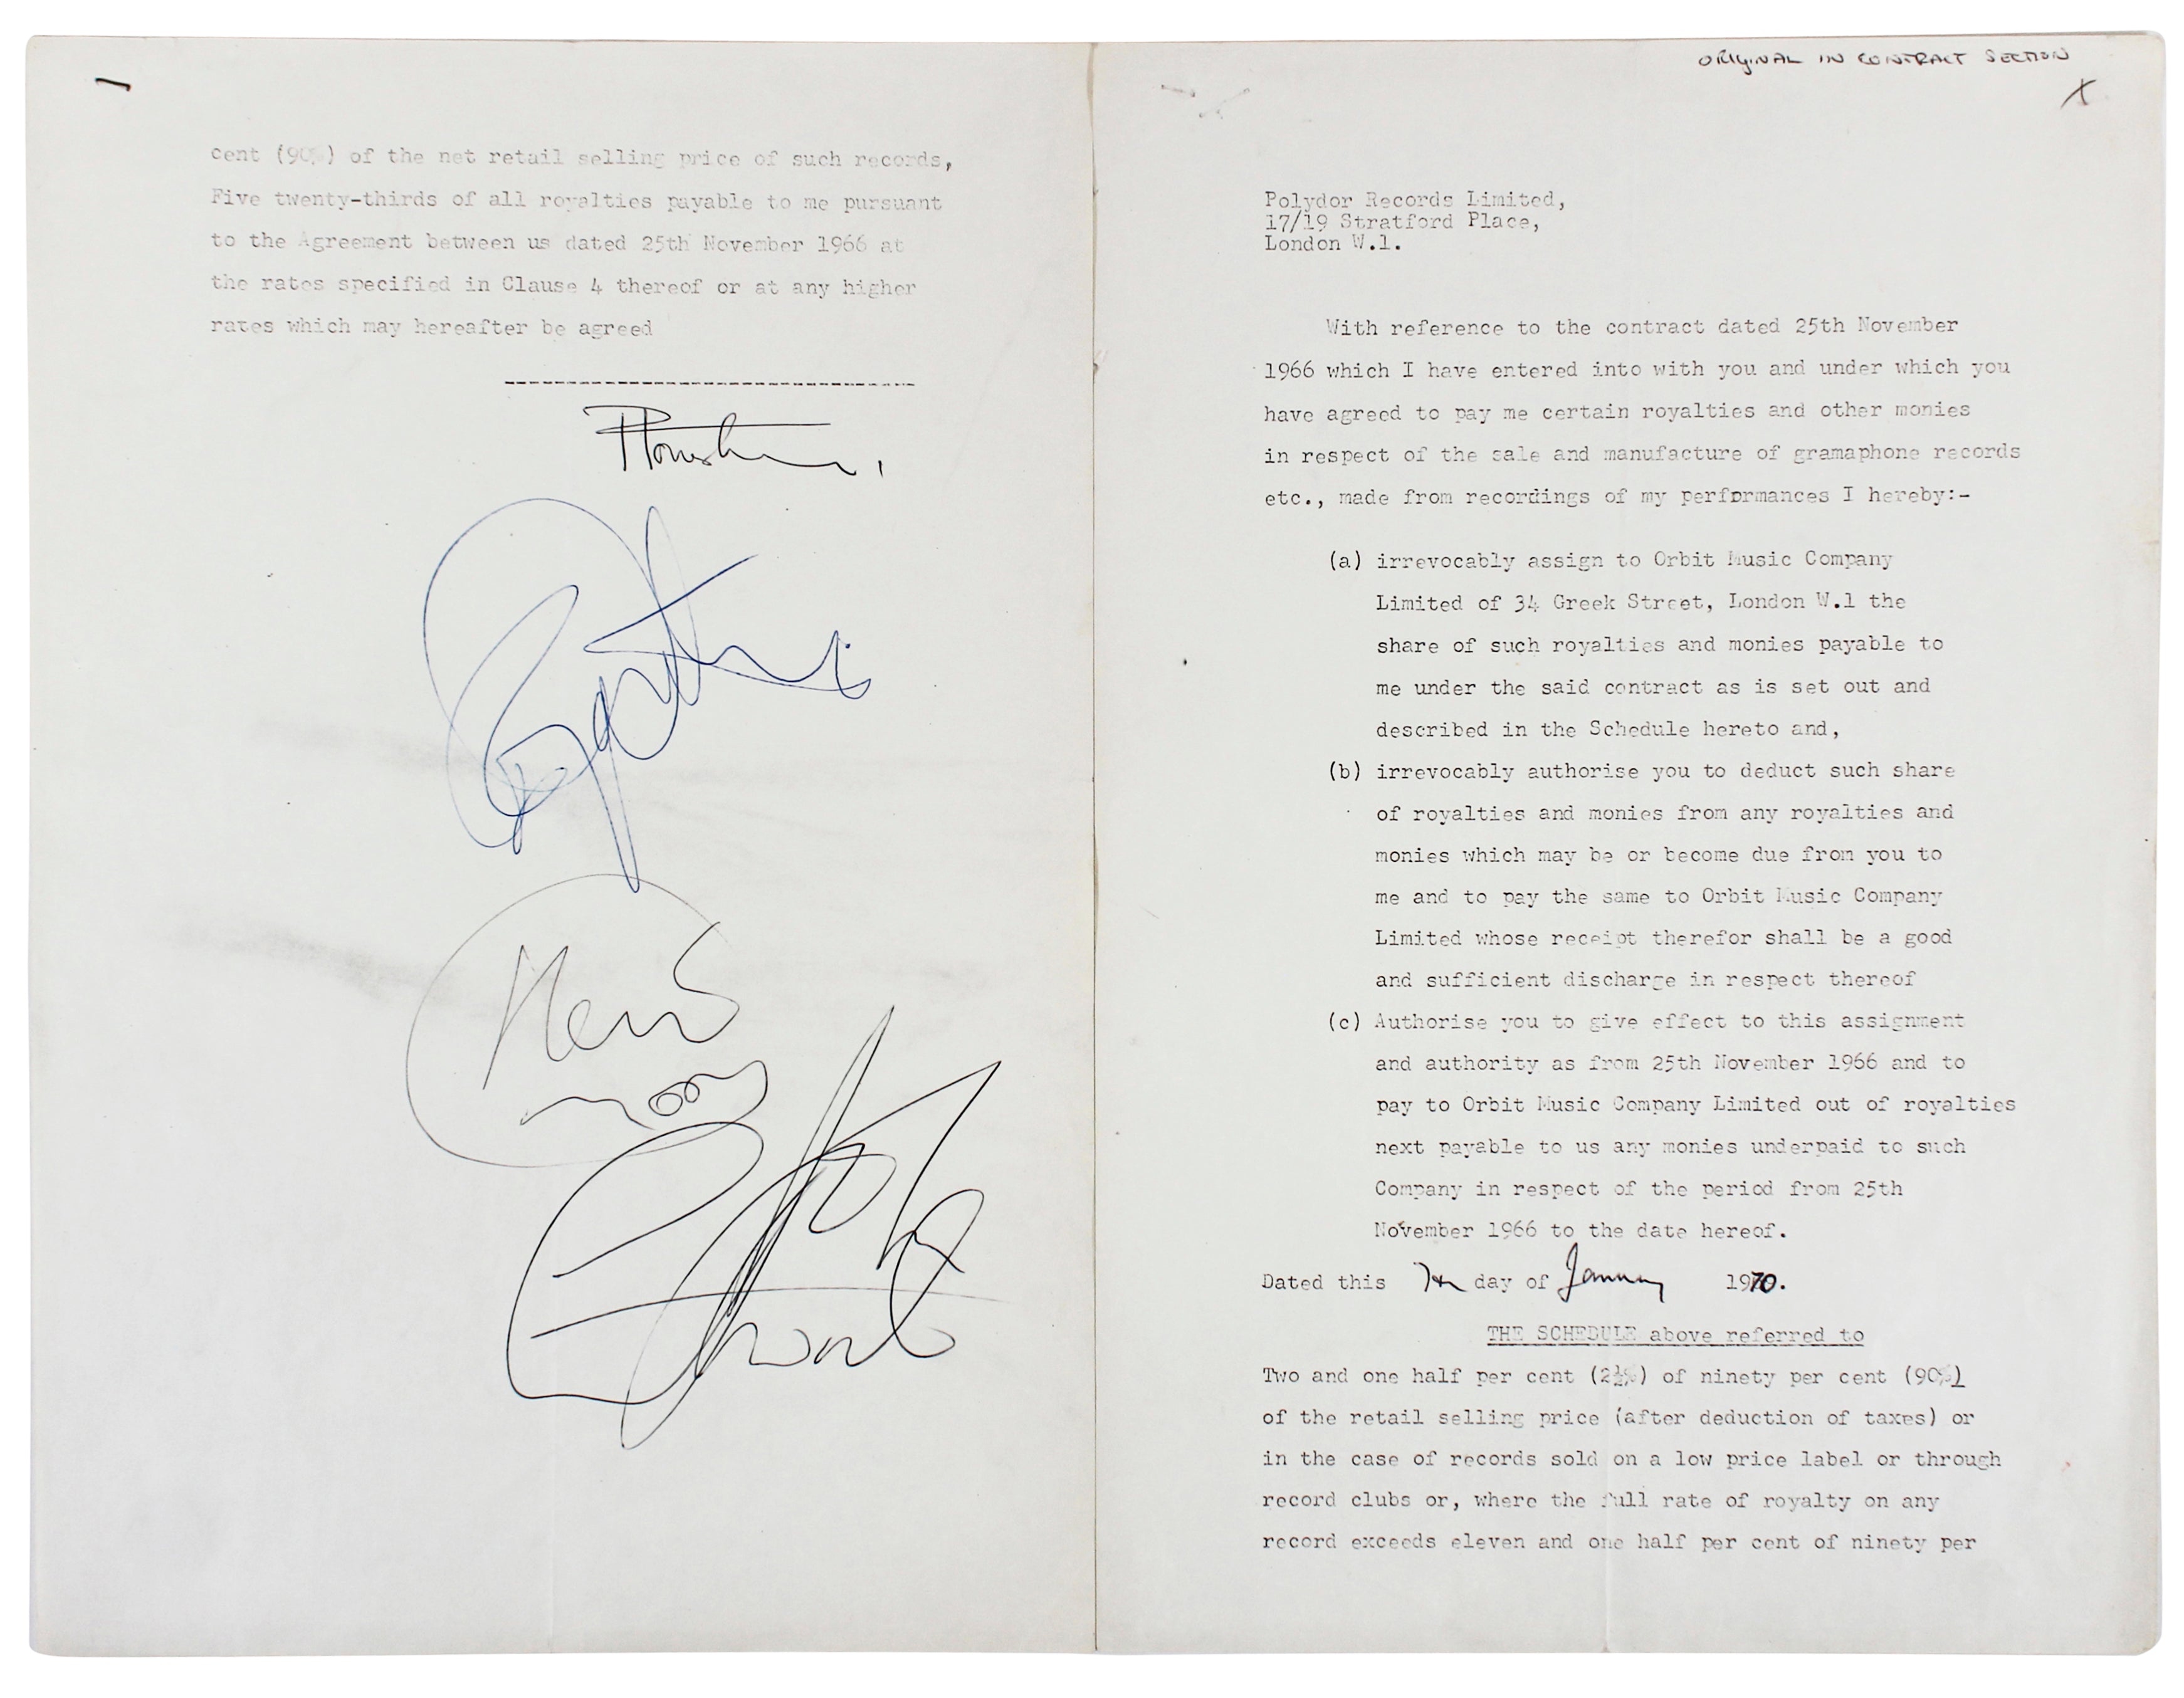 cent (90%) of the net retail selling price of such records,
Five twenty-thirds of all royalties payable to me pursuant
to the Agreement between us dated 25th November 1966 at
the rates specified in Clause 4 thereof or at any higher
rates which may hereafter be agreed
ORIGINAL IN CONTRACT SECTION
X
Polydor Records Limited,
17/19 Stratford Place,
London W.1.
With reference to the contract dated 25th November
1966 which I have entered into with you and under which you
have agreed to pay me certain royalties and other monies
in respect of the sale and manufacture of gramaphone records
etc., made from recordings of my performances I hereby:-
(a) irrevocably assign to Orbit Music Company
Limited of 34 Greek Street, London W.1 the
share of such royalties and monies payable to
me under the said contract as is set out and
described in the Schedule hereto and,
(b) irrevocably authorise you to deduct such share
of royalties and monies from any royalties and
monies which may be or become due from you to
me and to pay the same to Orbit Music Company
Limited whose receipt therefor shall be a good
and sufficient discharge in respect thereof
(c) Authorise you to give effect to this assignment
and authority as from 25th November 1966 and to
pay to Orbit Music Company Limited out of royalties
next payable to us any monies underpaid to such
Company in respect of the period from 25th
November 1966 to the date hereof.
Dated this 7th day of January 1970.
THE SCHEDULE above referred to
Two and one half per cent (2½%) of ninety per cent (90%)
of the retail selling price (after deduction of taxes) or
in the case of records sold on a low price label or through
record clubs or, where the full rate of royalty on any
record exceeds eleven and one half per cent of ninety per